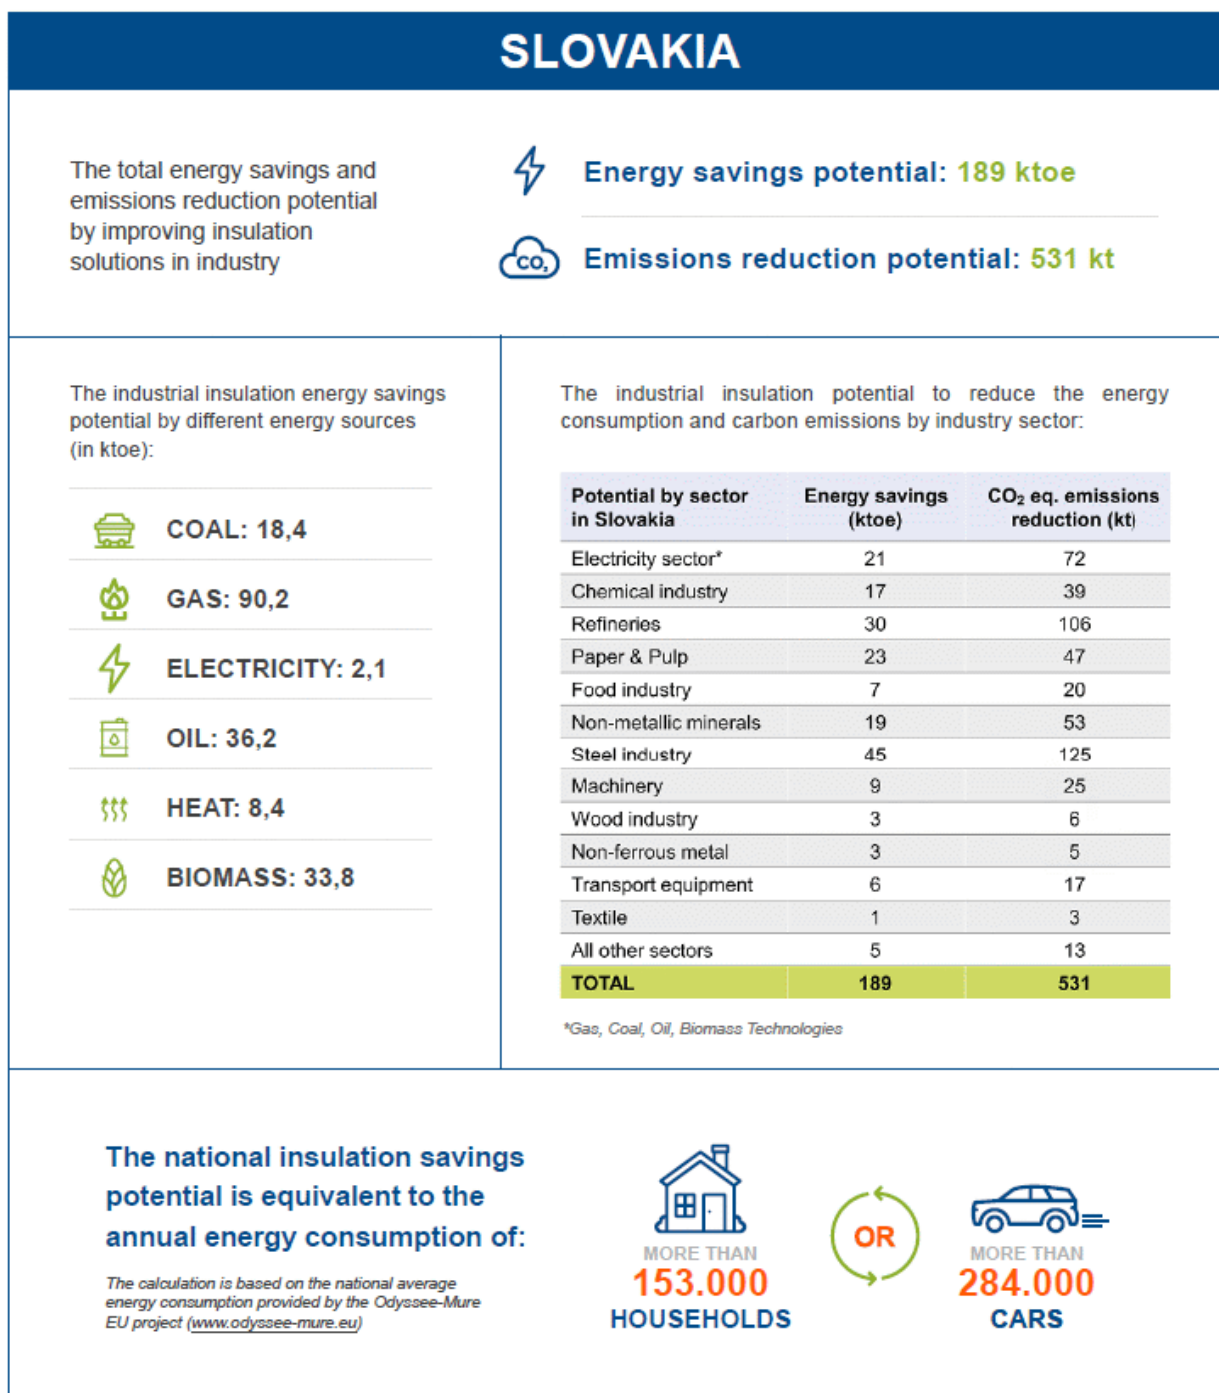 SLOVAKIA
The total energy savings and
emissions reduction potential
by improving insulation
solutions in industry
Energy savings potential: 189 ktoe
CO₂ Emissions reduction potential: 531 kt
The industrial insulation energy savings
potential by different energy sources
(in ktoe):
COAL: 18,4
GAS: 90,2
ELECTRICITY: 2,1
OIL: 36,2
HEAT: 8,4
BIOMASS: 33,8
The industrial insulation potential to reduce the energy
consumption and carbon emissions by industry sector:
Potential by sector in Slovakia Energy savings (ktoe) CO₂ eq. emissions reduction (kt)
Electricity sector* 21 72
Chemical industry 17 39
Refineries 30 106
Paper & Pulp 23 47
Food industry 7 20
Non-metallic minerals 19 53
Steel industry 45 125
Machinery 9 25
Wood industry 3 6
Non-ferrous metal 3 5
Transport equipment 6 17
Textile 1 3
All other sectors 5 13
TOTAL 189 531
*Gas, Coal, Oil, Biomass Technologies
The national insulation savings
potential is equivalent to the
annual energy consumption of:
The calculation is based on the national average
energy consumption provided by the Odyssee-Mure
EU project (www.odyssee-mure.eu)
MORE THAN
153.000
HOUSEHOLDS
OR
MORE THAN
284.000
CARS